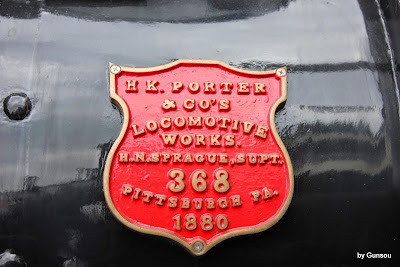 H.K. PORTER
& CO'S
LOCOMOTIVE
WORKS.
H.N. SPRAGUE, SUPT.
368
PITTSBURGH PA.
1880
by Gunsou